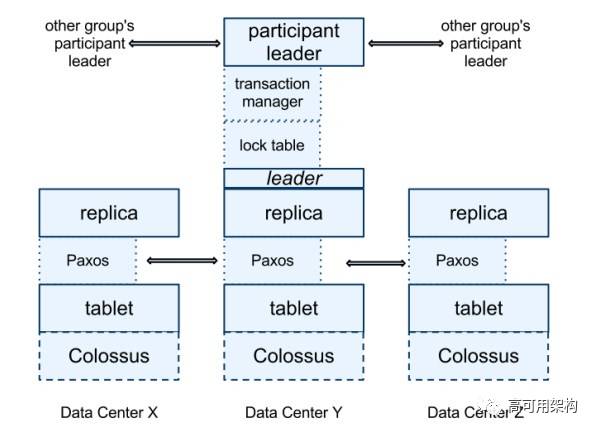 other group's
participant
leader
participant
leader
other group's
participant
leader
transaction
manager
lock table
leader
replica
replica
replica
Paxos
Paxos
Paxos
tablet
tablet
tablet
Colossus
Colossus
Colossus
Data Center X
Data Center Y
Data Center Z
高可用架构